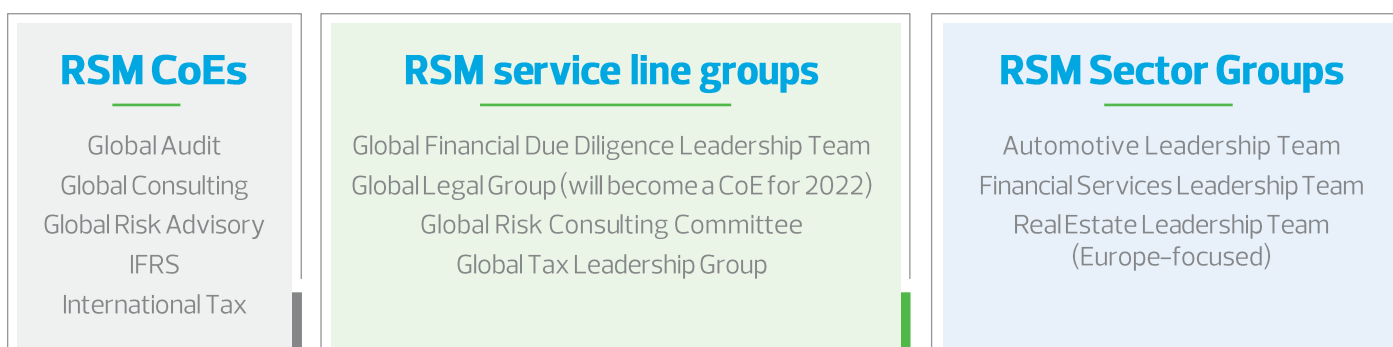 RSM CoEs
Global Audit
Global Consulting
Global Risk Advisory
IFRS
International Tax
RSM service line groups
Global Financial Due Diligence Leadership Team
Global Legal Group (will become a CoE for 2022)
Global Risk Consulting Committee
Global Tax Leadership Group
RSM Sector Groups
Automotive Leadership Team
Financial Services Leadership Team
Real Estate Leadership Team
(Europe-focused)